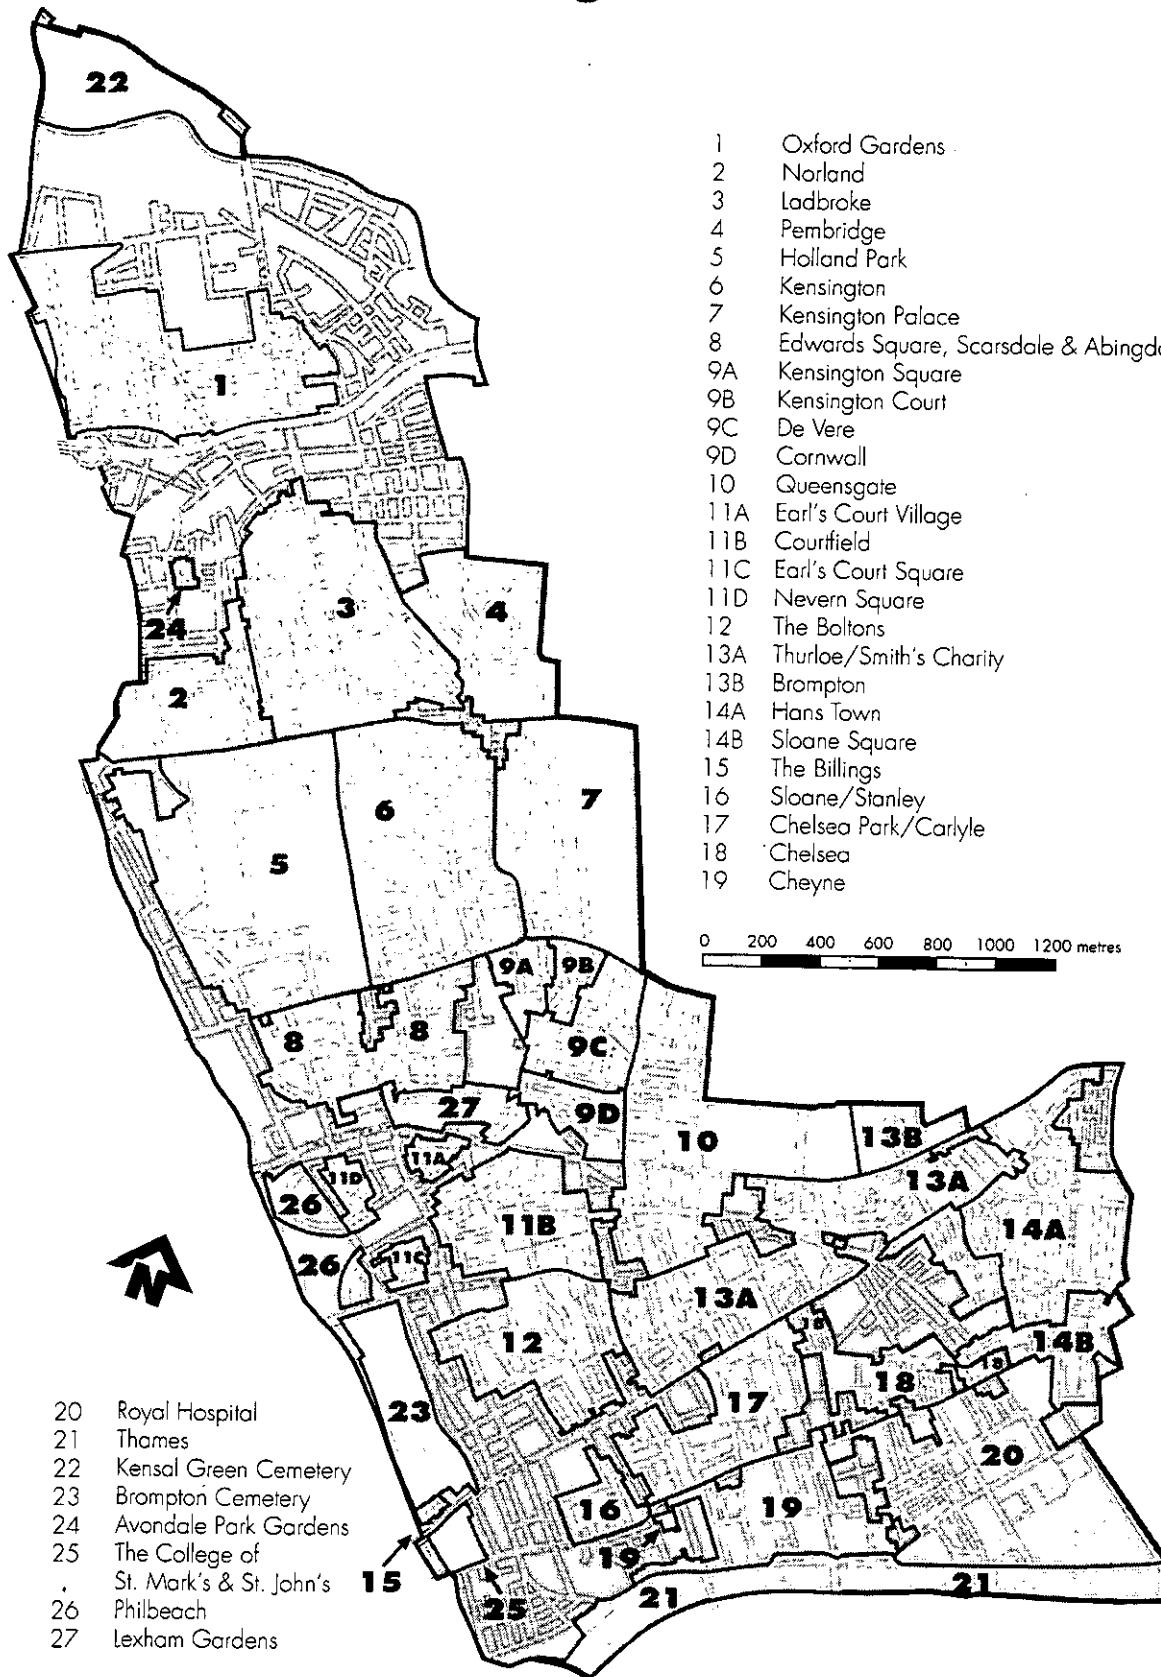 22
1 Oxford Gardens
2 Norland
3 Ladbroke
4 Pembridge
5 Holland Park
6 Kensington
7 Kensington Palace
8 Edwards Square, Scarsdale & Abingdo
9A Kensington Square
9B Kensington Court
9C De Vere
9D Cornwall
10 Queensgate
11A Earl's Court Village
11B Courtfield
11C Earl's Court Square
11D Nevern Square
12 The Boltons
13A Thurloe/Smith's Charity
13B Brompton
14A Hans Town
14B Sloane Square
15 The Billings
16 Sloane/Stanley
17 Chelsea Park/Carlyle
18 Chelsea
19 Cheyne
0 200 400 600 800 1000 1200 metres
1
3
4
24
2
7
6
5
9A 9B
8 8 9C
27 9D
10 13B
11A
11D 13A
26
11B 14A
26 11C
13A
18
12 14B
18
18
23 17
20
16 19
19
15 25 21 21
N
20 Royal Hospital
21 Thames
22 Kensal Green Cemetery
23 Brompton Cemetery
24 Avondale Park Gardens
25 The College of
St. Mark's & St. John's
26 Philbeach
27 Lexham Gardens